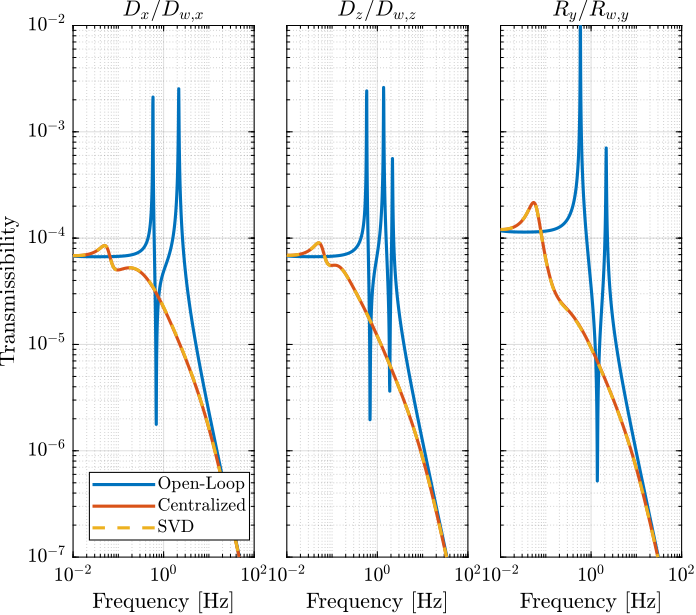 D_x/D_{w,x} D_z/D_{w,z} R_y/R_{w,y}
10^{-2}
10^{-3}
10^{-4}
10^{-5}
10^{-6}
10^{-7}
Transmissibility
Open-Loop
Centralized
SVD
10^{-2} 10^0 10^2 10^{-2} 10^0 10^{-2} 10^0 10^2
Frequency [Hz] Frequency [Hz] Frequency [Hz]